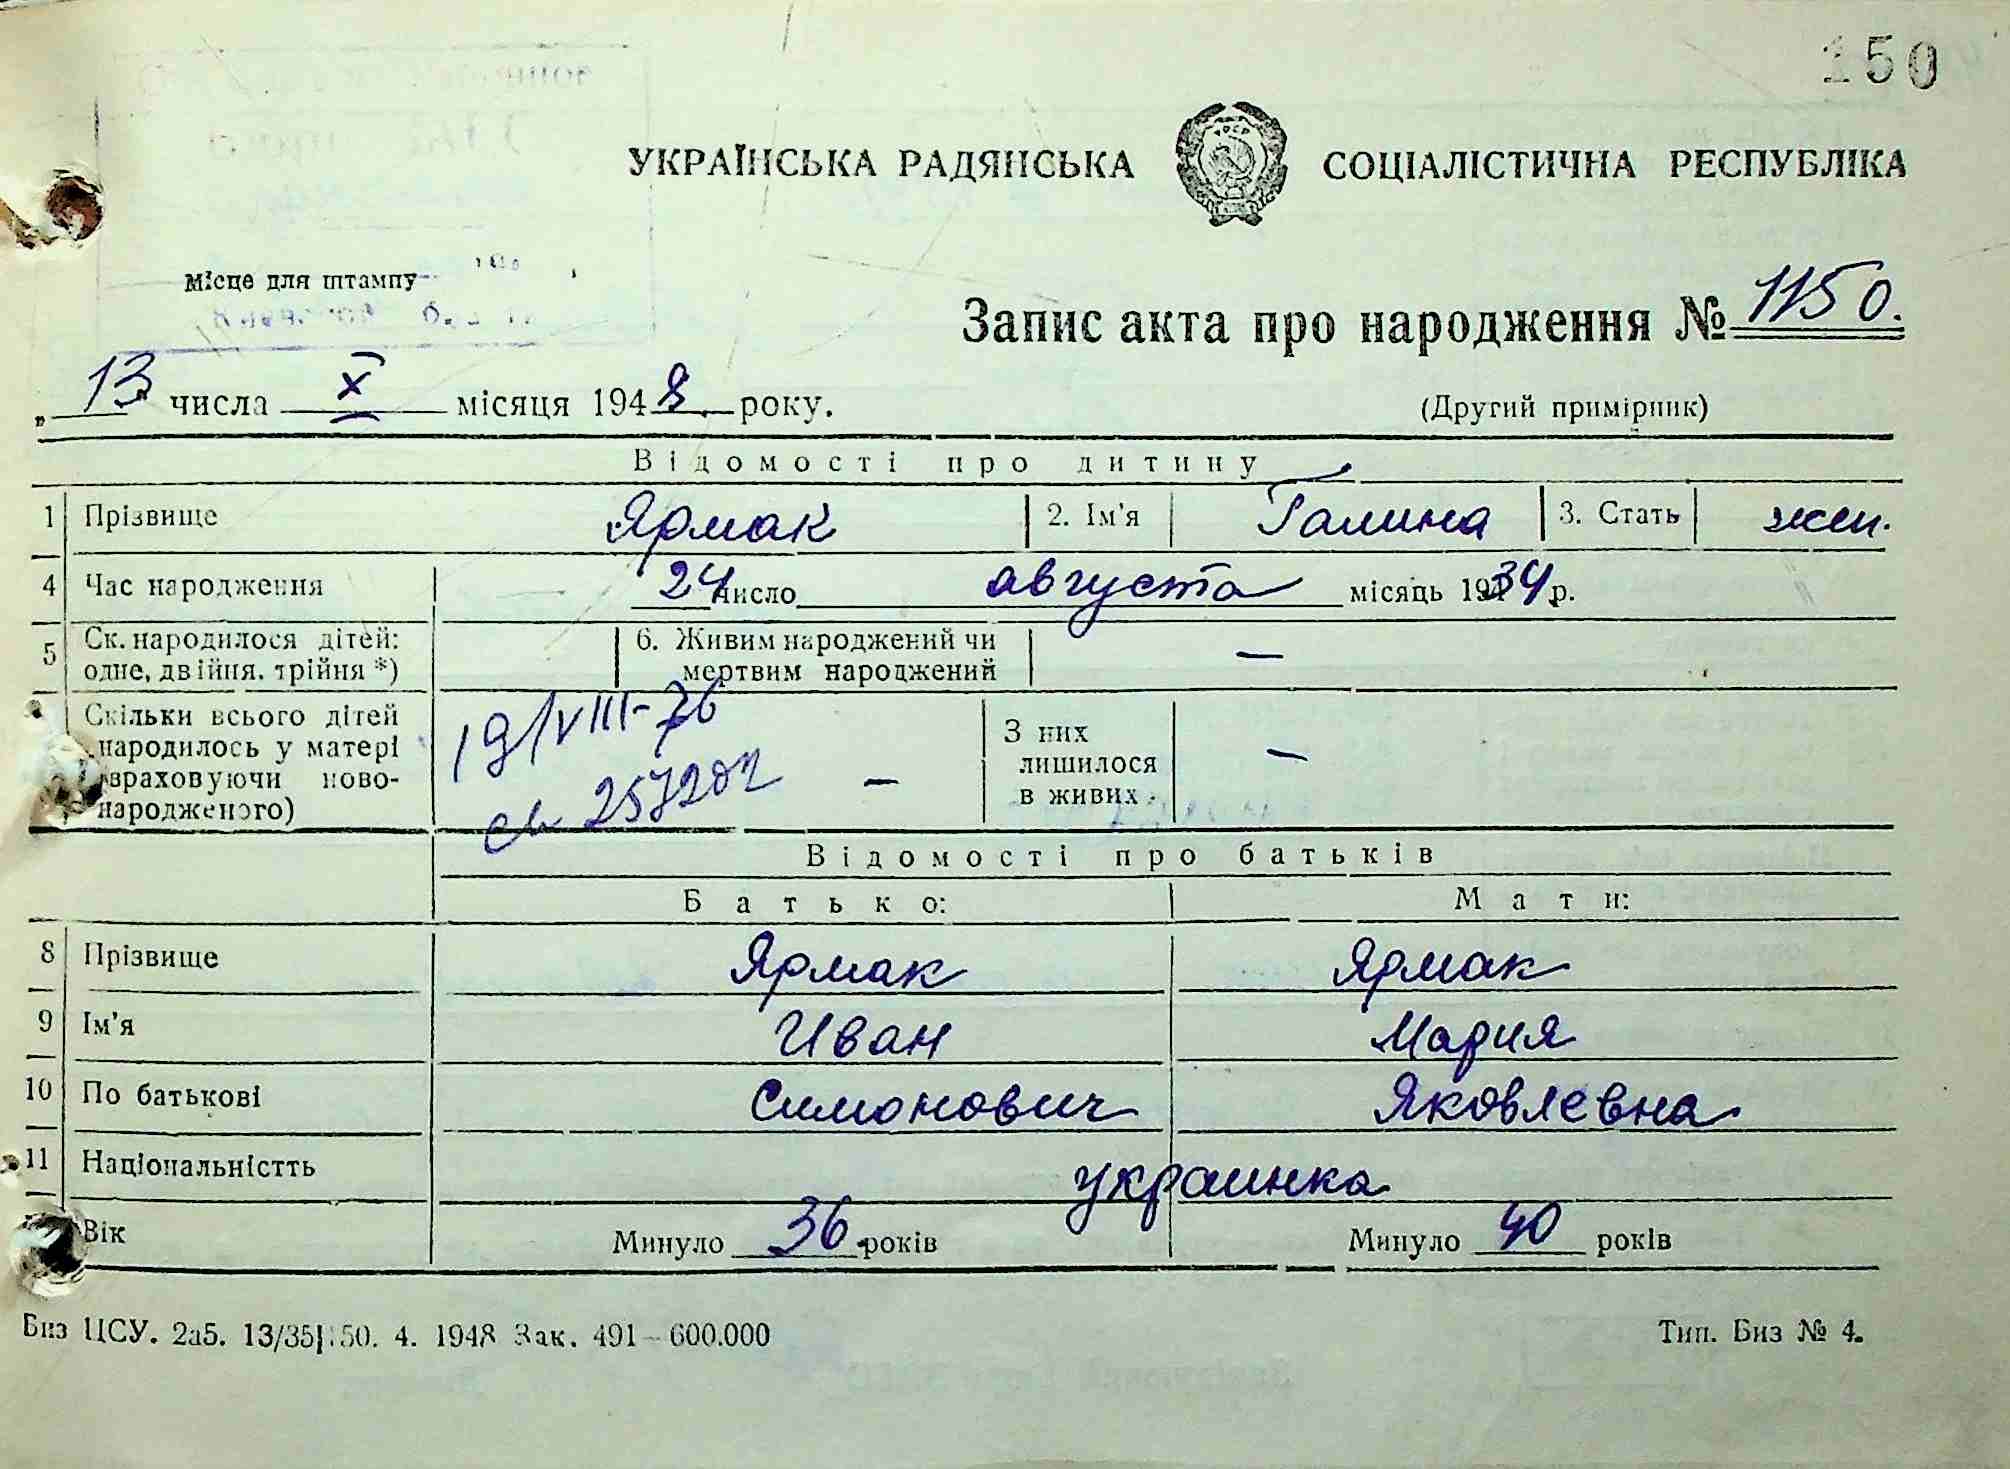 150
УКРАЇНСЬКА РАДЯНСЬКА СОЦІАЛІСТИЧНА РЕСПУБЛІКА
Місце для штампу
Запис акта про народження № 1150.
„13" числа X місяця 1948 року.
(Другий примірник)
Відомості про дитину
1 Прізвище Ярмак 2. Ім'я Галина 3. Стать жен.
4 Час народження 24 число августа місяць 1934 р.
5 Ск. народилося дітей: одне, двійня, трійня *) 6. Живим народжений чи мертвим народжений —
Скільки всього дітей народилось у матері враховуючи ново-народженого) — З них лишилося в живих —
19/VIII-76
Відомості про батьків
Батько: Мати:
8 Прізвище Ярмак Ярмак
9 Ім'я Иван Мария
10 По батькові Симонович Яковлевна
11 Національністть украинка
Вік Минуло 36 років Минуло 40 років
Биз ЦСУ. 2а5. 13/35 50. 4. 1948 Зак. 491–600.000
Тип. Биз № 4.